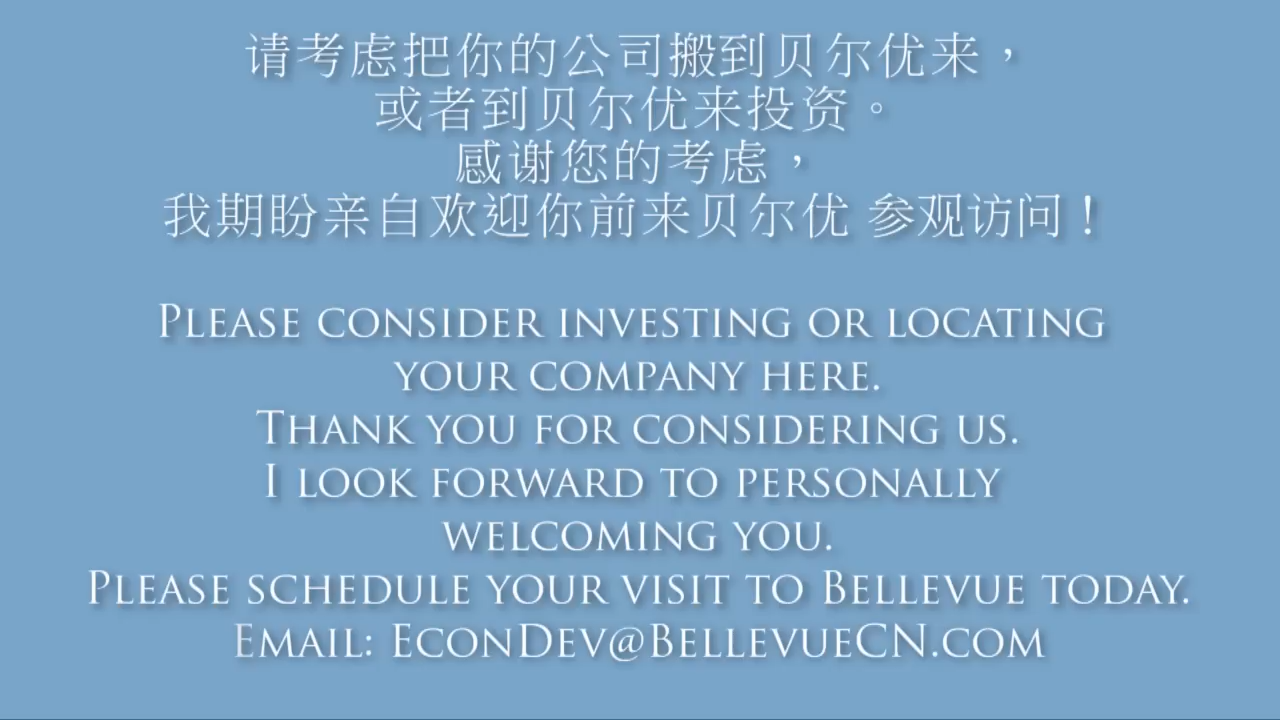 请考虑把你的公司搬到贝尔优来，
或者到贝尔优来投资。
感谢您的考虑，
我期盼亲自欢迎你前来贝尔优 参观访问！
Please consider investing or locating
your company here.
Thank you for considering us.
I look forward to personally
welcoming you.
Please schedule your visit to Bellevue today.
Email: EconDev@BellevueCN.com